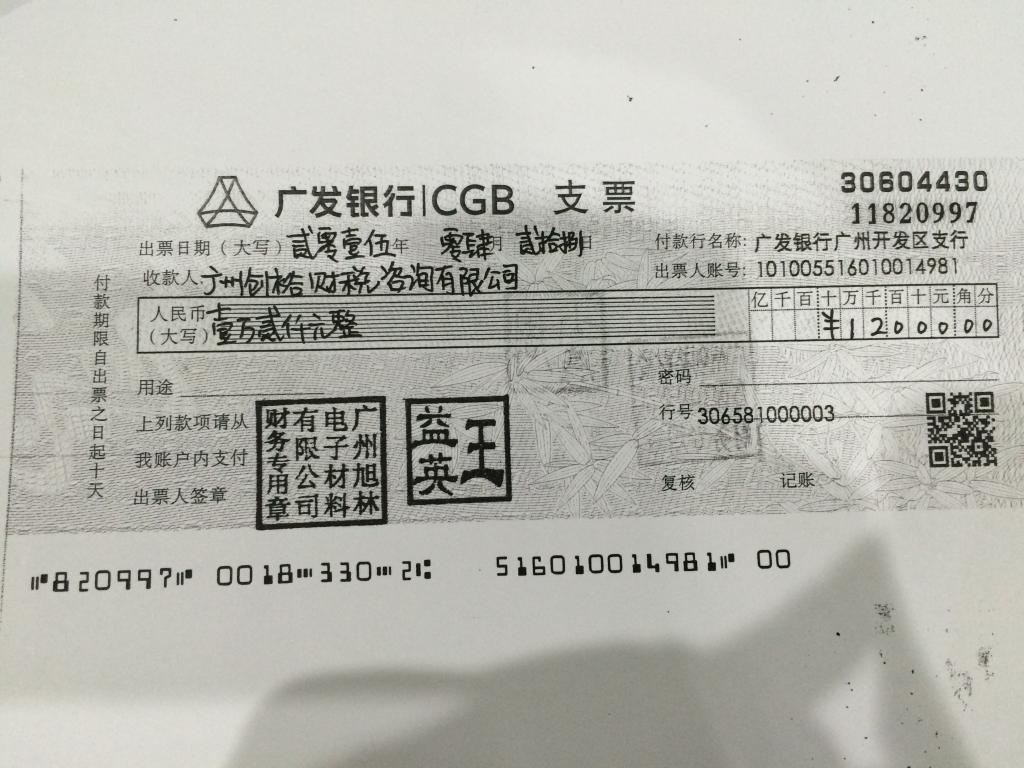 广发银行|CGB 支票
30604430
11820997
出票日期(大写)贰零壹伍年 零肆月 贰拾捌日
付款行名称:广发银行广州开发区支行
收款人:广州创裕财税咨询有限公司
出票人账号:101005516010014981
人民币
(大写)壹万贰仟元整
亿千百十万千百十元角分
¥1200000
用途
密码
上列款项请从
行号 306581000003
我账户内支付
出票人签章
复核 记账
付款期限自出票之日起十天
广州旭林
电子材料
有限公司
财务专用章
王益英
⑈820997⑈ 0018⑉330⑉2⑆ 516010014981⑈ 00